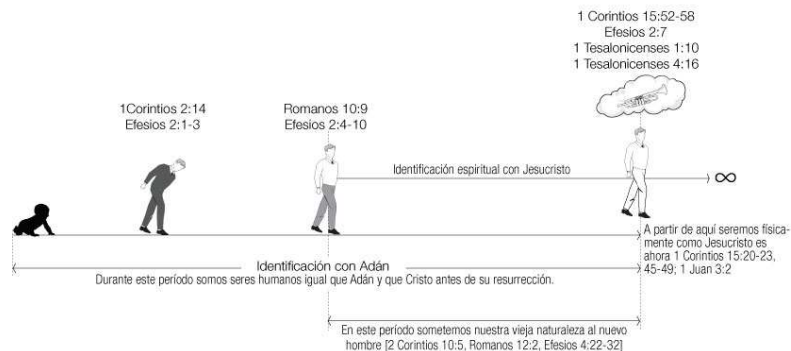 1 Corintios 15:52-58
Efesios 2:7
1 Tesalonicenses 1:10
1 Tesalonicenses 4:16
1Corintios 2:14
Efesios 2:1-3
Romanos 10:9
Efesios 2:4-10
Identificación espiritual con Jesucristo
∞
A partir de aquí seremos física-
mente como Jesucristo es
ahora 1 Corintios 15:20-23,
45-49; 1 Juan 3:2
Identificación con Adán
Durante este período somos seres humanos igual que Adán y que Cristo antes de su resurrección.
En este período sometemos nuestra vieja naturaleza al nuevo
hombre [2 Corintios 10:5, Romanos 12:2, Efesios 4:22-32]